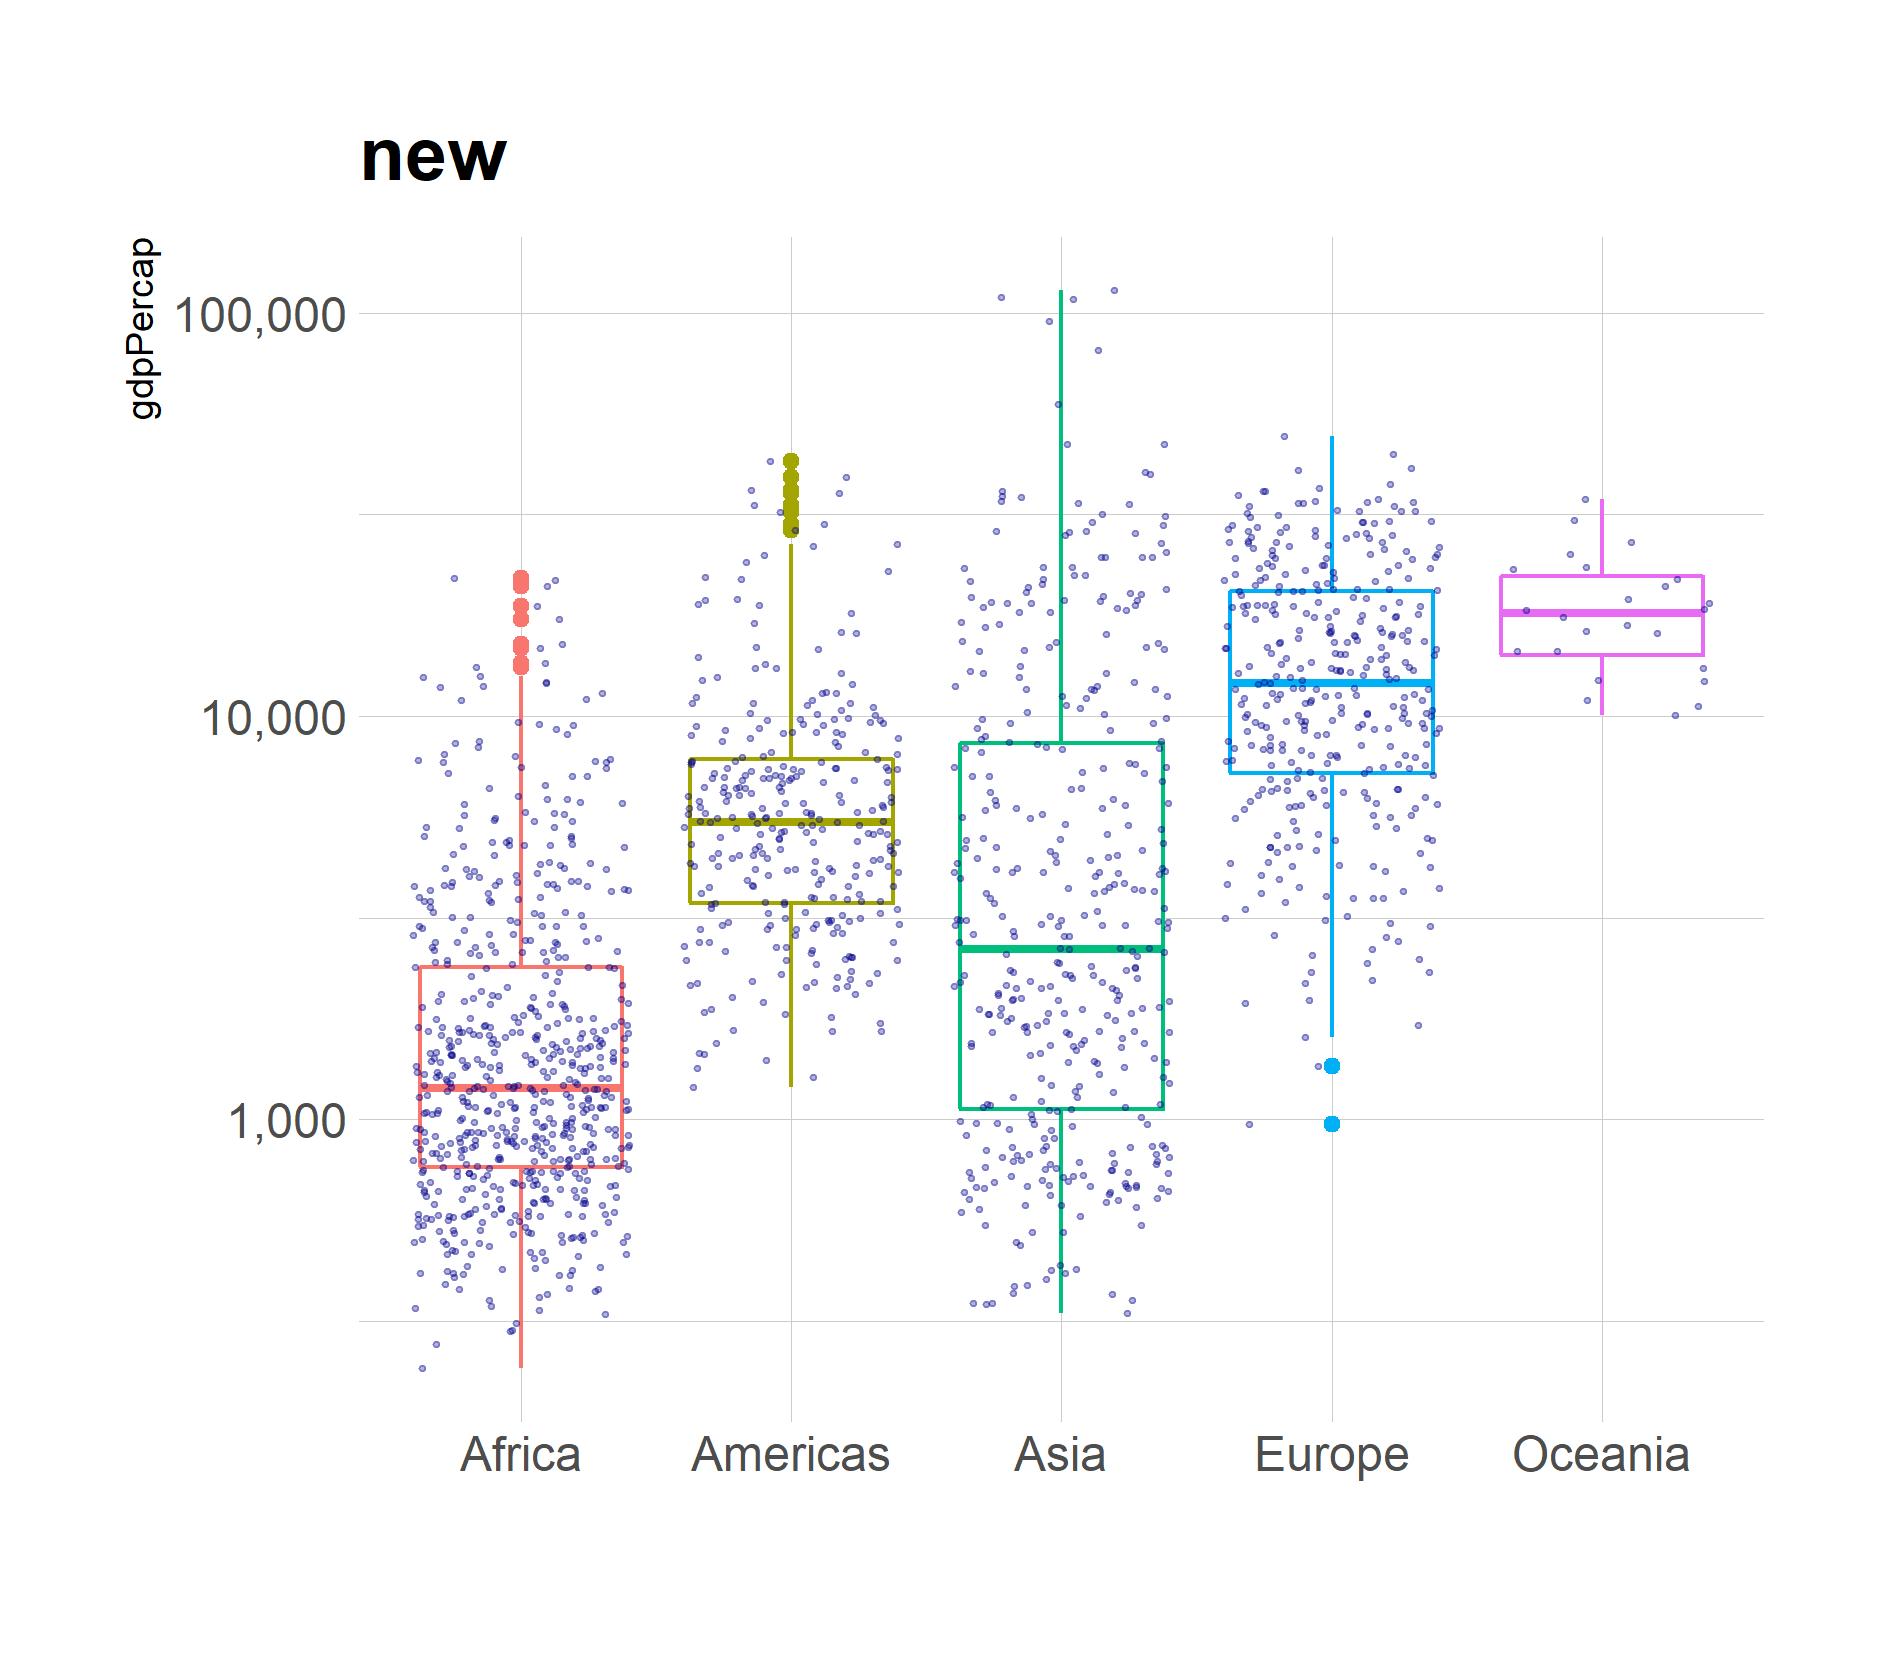 new
gdpPercap
100,000
10,000
1,000
Africa
Americas
Asia
Europe
Oceania